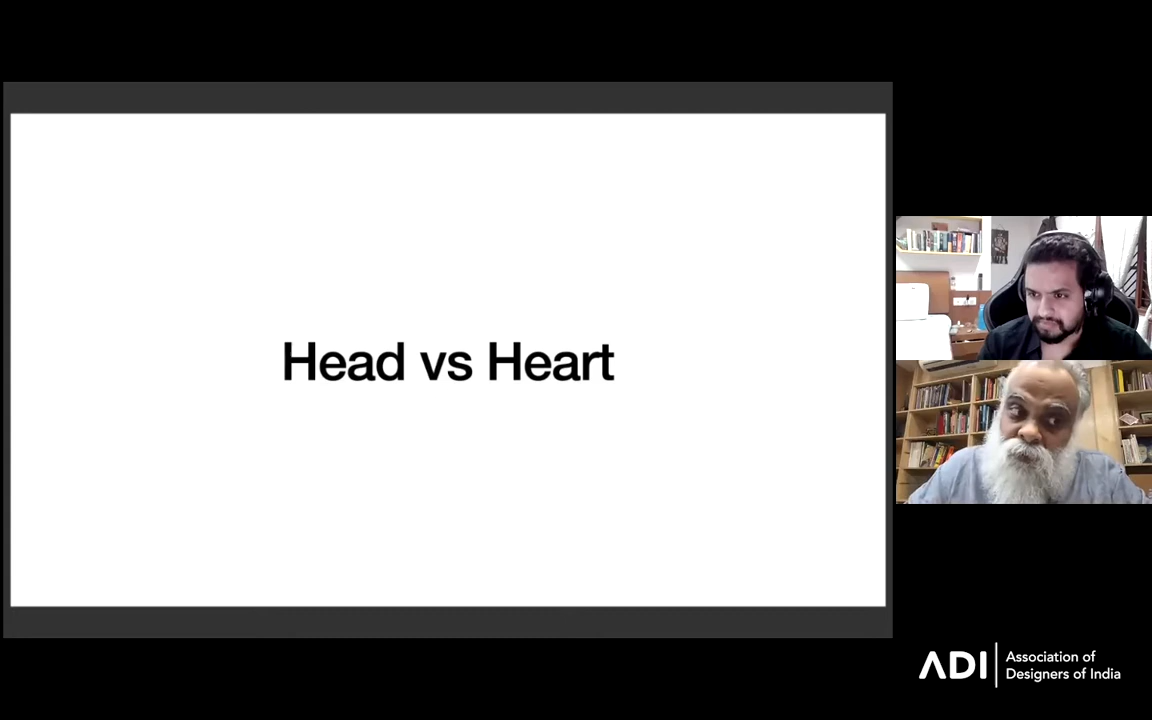 Head vs Heart
ADI
Association of
Designers of India